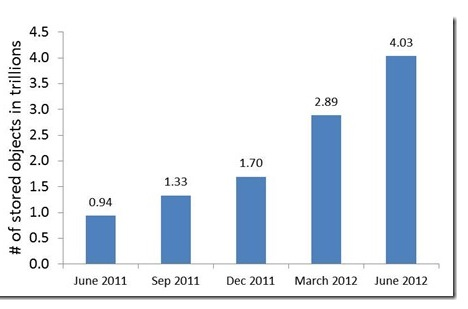 # of stored objects in trillions
4.5
4.0
3.5
3.0
2.5
2.0
1.5
1.0
0.5
0.0
0.94
1.33
1.70
2.89
4.03
June 2011
Sep 2011
Dec 2011
March 2012
June 2012